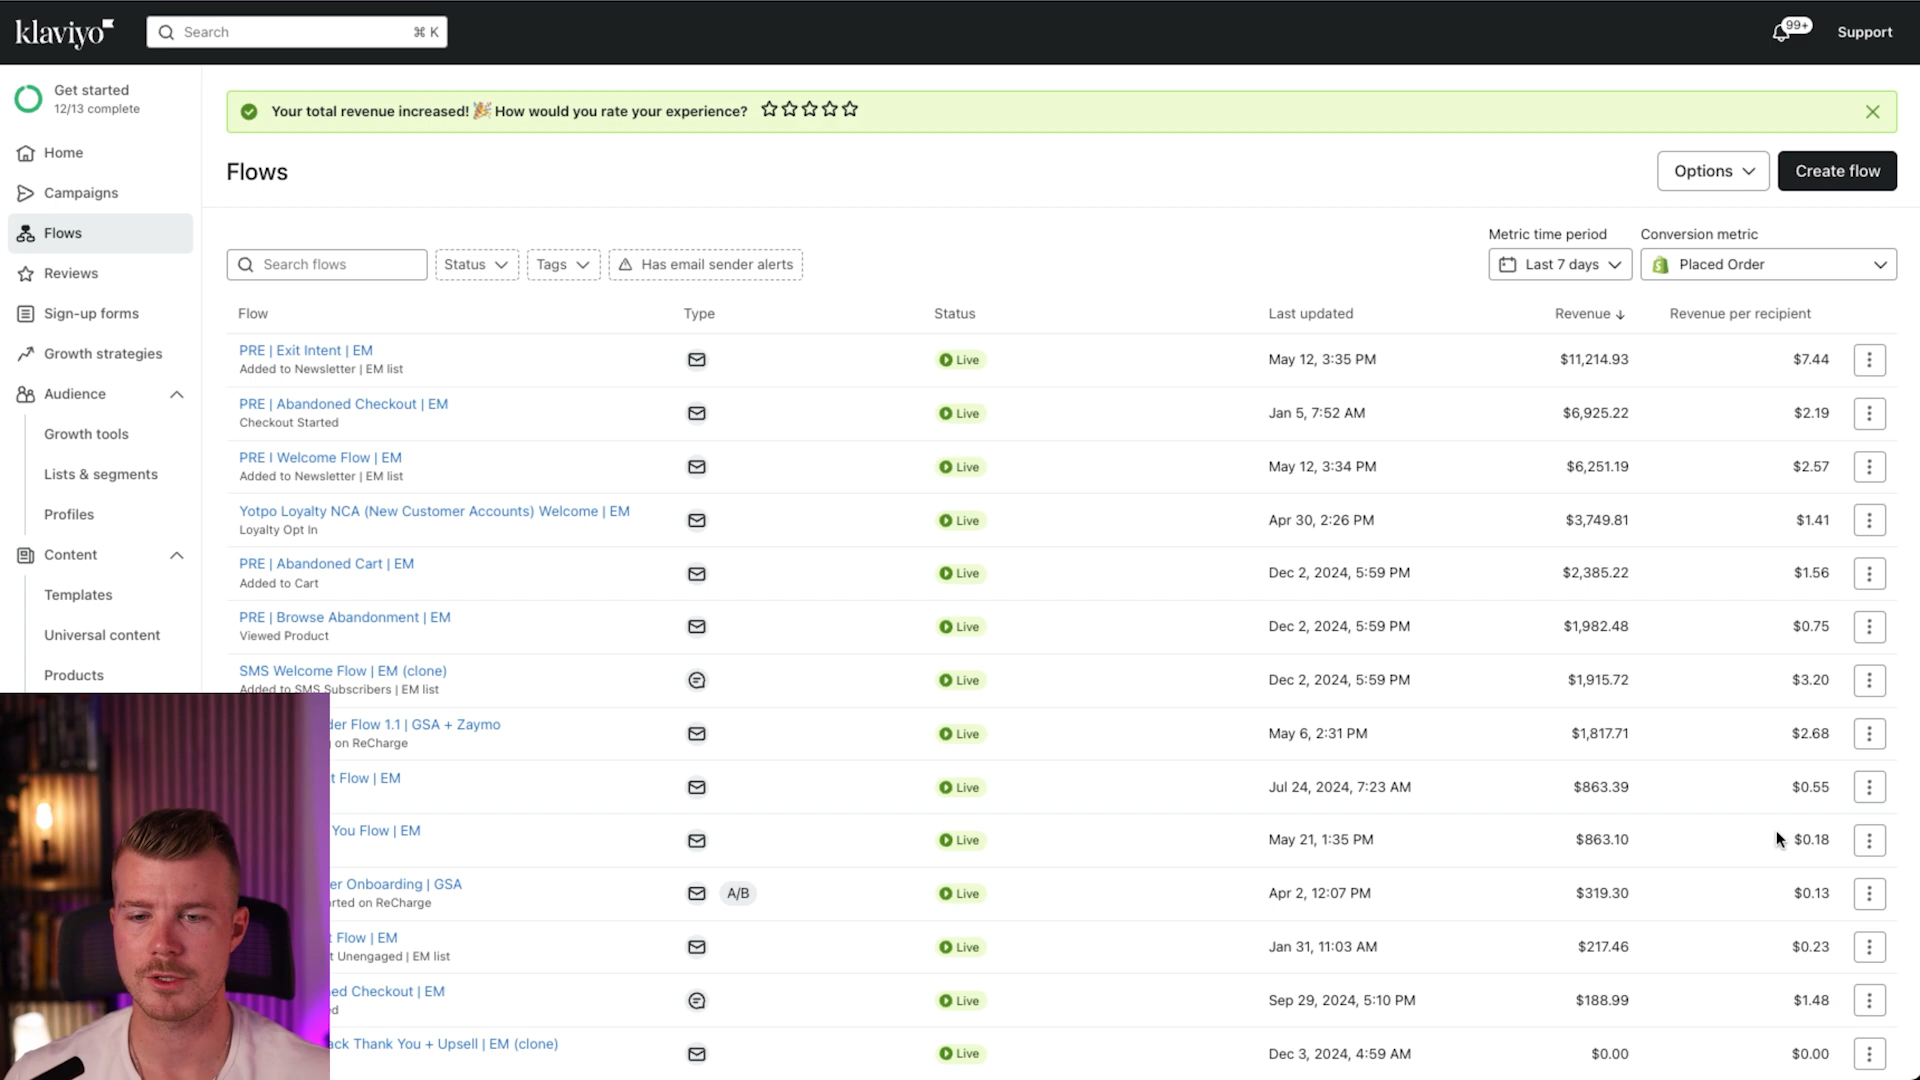 klaviyo
Search
⌘ K
99+
Support
Get started
12/13 complete
Your total revenue increased! 🎉 How would you rate your experience?
Home
Campaigns
Flows
Reviews
Sign-up forms
Growth strategies
Audience
Growth tools
Lists & segments
Profiles
Content
Templates
Universal content
Products
Flows
Options
Create flow
Metric time period
Conversion metric
Search flows
Status
Tags
Has email sender alerts
Last 7 days
Placed Order
Flow Type Status Last updated Revenue ↓ Revenue per recipient
PRE | Exit Intent | EM
Added to Newsletter | EM list
Live May 12, 3:35 PM $11,214.93 $7.44
PRE | Abandoned Checkout | EM
Checkout Started
Live Jan 5, 7:52 AM $6,925.22 $2.19
PRE I Welcome Flow | EM
Added to Newsletter | EM list
Live May 12, 3:34 PM $6,251.19 $2.57
Yotpo Loyalty NCA (New Customer Accounts) Welcome | EM
Loyalty Opt In
Live Apr 30, 2:26 PM $3,749.81 $1.41
PRE | Abandoned Cart | EM
Added to Cart
Live Dec 2, 2024, 5:59 PM $2,385.22 $1.56
PRE | Browse Abandonment | EM
Viewed Product
Live Dec 2, 2024, 5:59 PM $1,982.48 $0.75
SMS Welcome Flow | EM (clone)
Added to SMS Subscribers | EM list
Live Dec 2, 2024, 5:59 PM $1,915.72 $3.20
der Flow 1.1 | GSA + Zaymo
on ReCharge
Live May 6, 2:31 PM $1,817.71 $2.68
t Flow | EM
Live Jul 24, 2024, 7:23 AM $863.39 $0.55
You Flow | EM
Live May 21, 1:35 PM $863.10 $0.18
er Onboarding | GSA
rted on ReCharge
A/B Live Apr 2, 12:07 PM $319.30 $0.13
t Flow | EM
t Unengaged | EM list
Live Jan 31, 11:03 AM $217.46 $0.23
ed Checkout | EM
d
Live Sep 29, 2024, 5:10 PM $188.99 $1.48
ack Thank You + Upsell | EM (clone)
Live Dec 3, 2024, 4:59 AM $0.00 $0.00